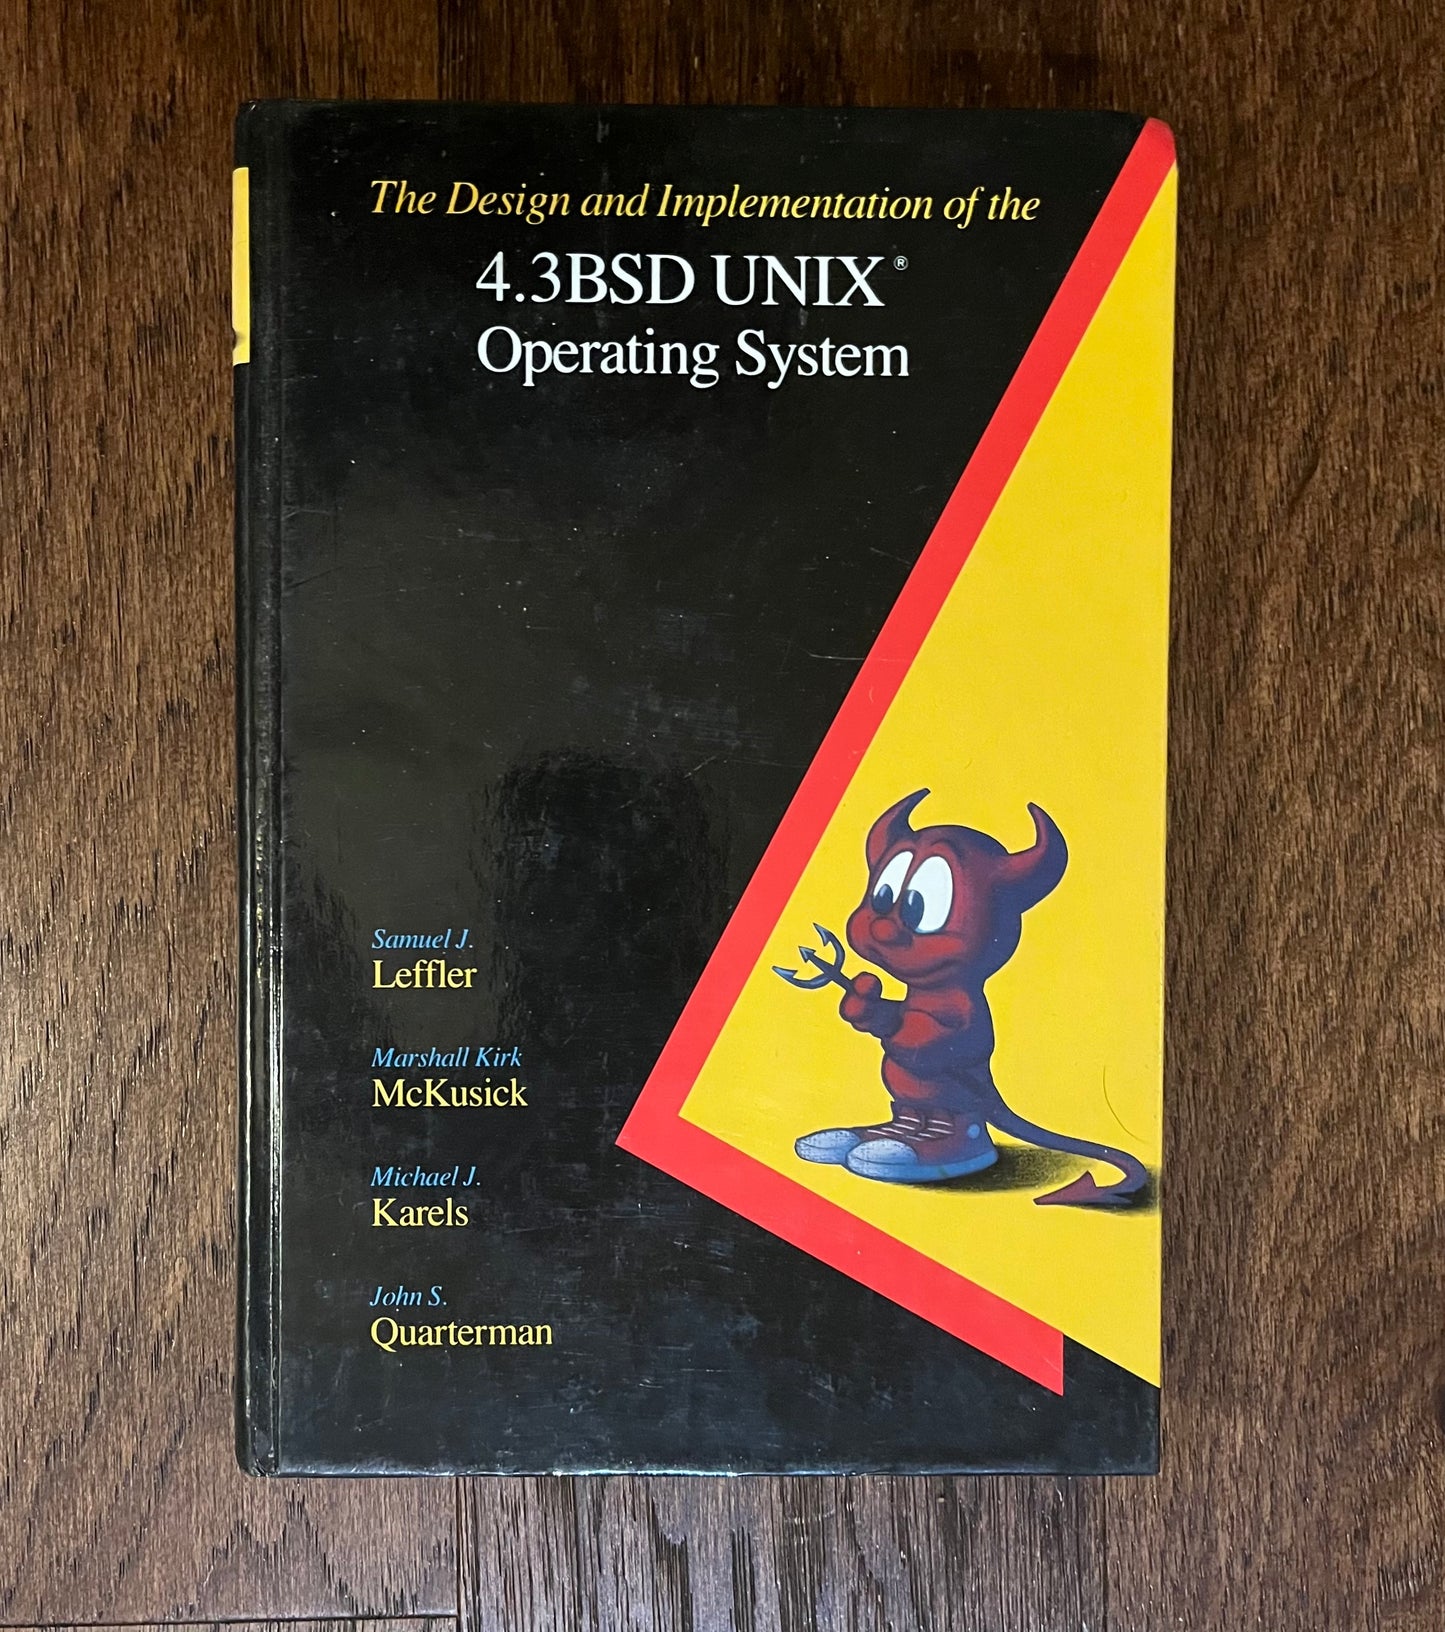 The Design and Implementation of the
4.3BSD UNIX®
Operating System
Samuel J.
Leffler
Marshall Kirk
McKusick
Michael J.
Karels
John S.
Quarterman